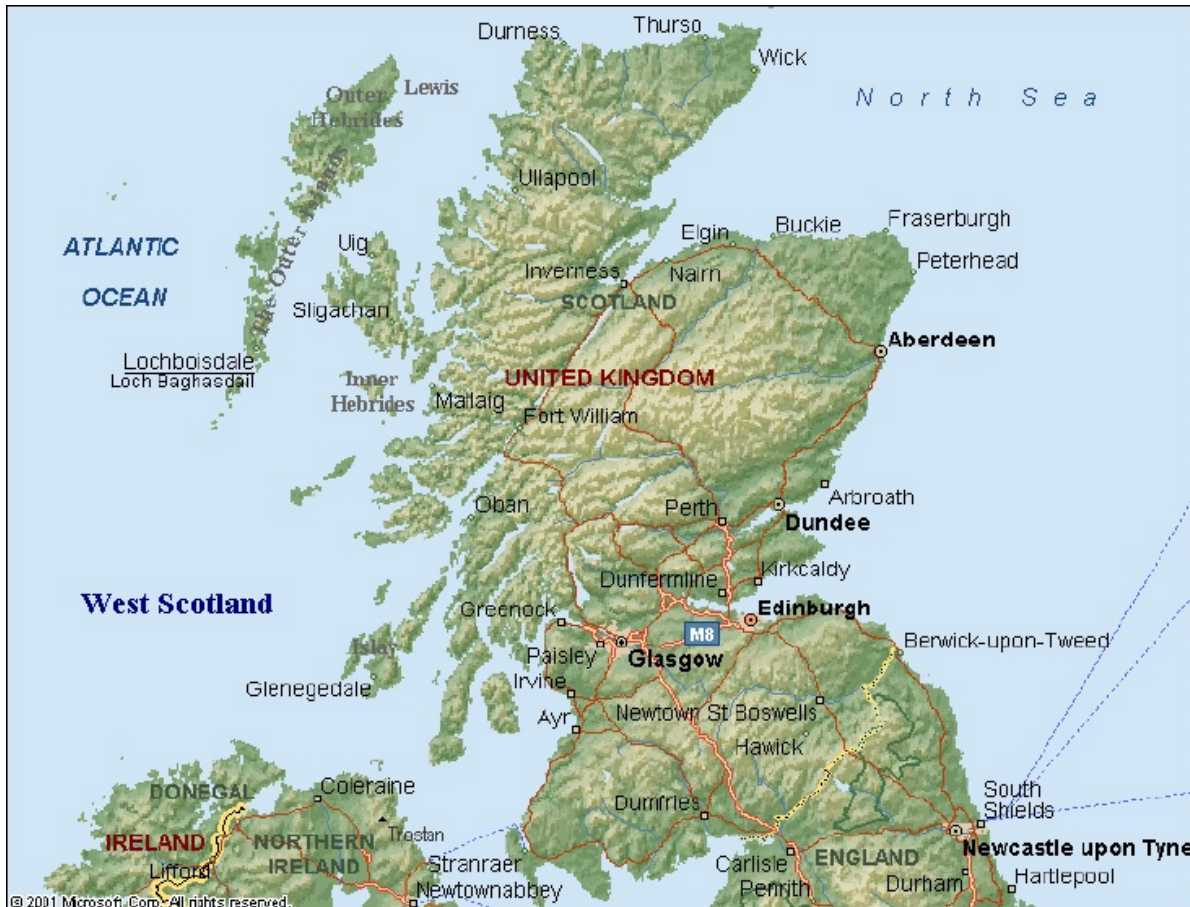 Thurso
Durness
Wick
Lewis
Outer
Hebrides
North Sea
The Outer Islands
Ullapool
Fraserburgh
Buckie
Elgin
ATLANTIC
OCEAN
Uig
Peterhead
Inverness
Nairn
SCOTLAND
Sligachan
Aberdeen
Lochboisdale
Loch Baghasdail
Inner
Hebrides
UNITED KINGDOM
Mallaig
Fort William
Arbroath
Oban
Perth
Dundee
Kirkcaldy
Dunfermline
West Scotland
Greenock
Edinburgh
M8
Berwick-upon-Tweed
Islay
Paisley
Glasgow
Glenegedale
Irvine
Newtown St Boswells
Ayr
Hawick
DONEGAL
Coleraine
South
Shields
Dumfries
Trostan
IRELAND
NORTHERN
IRELAND
Newcastle upon Tyne
Lifford
Stranraer
Carlisle
ENGLAND
Newtownabbey
Penrith
Durham
Hartlepool
© 2001 Microsoft Corp. All rights reserved.